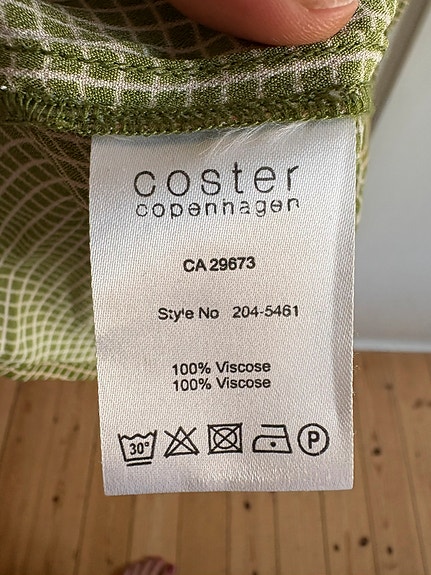 coster
copenhagen
CA 29673
Style No 204-5461
100% Viscose
100% Viscose
30° P